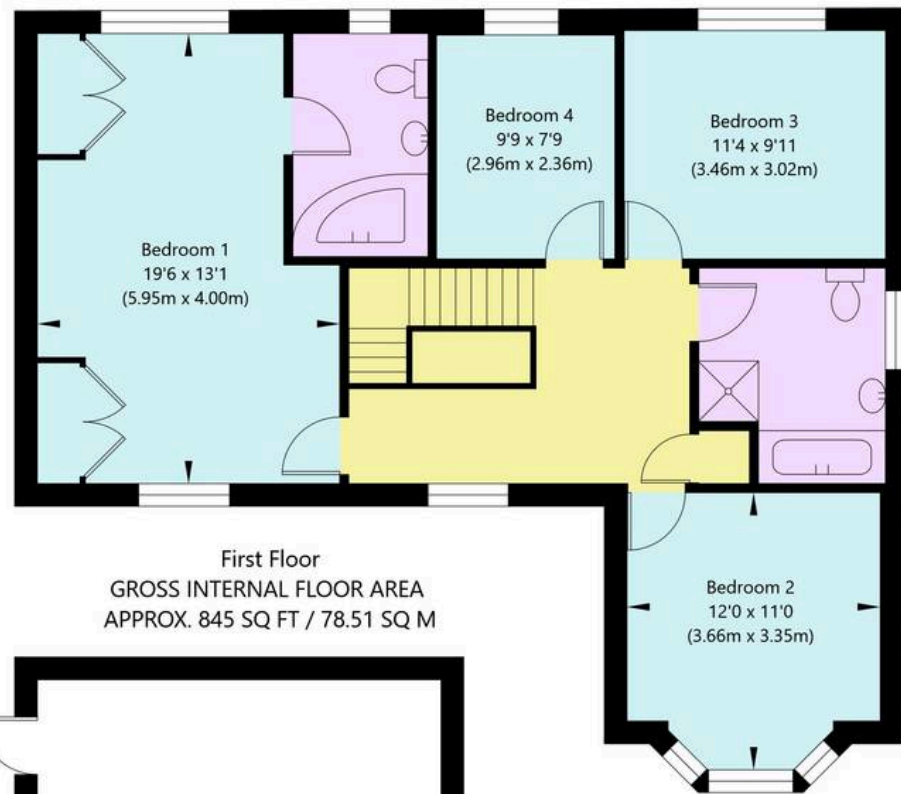 Bedroom 4
9'9 x 7'9
(2.96m x 2.36m)
Bedroom 3
11'4 x 9'11
(3.46m x 3.02m)
Bedroom 1
19'6 x 13'1
(5.95m x 4.00m)
First Floor
GROSS INTERNAL FLOOR AREA
APPROX. 845 SQ FT / 78.51 SQ M
Bedroom 2
12'0 x 11'0
(3.66m x 3.35m)